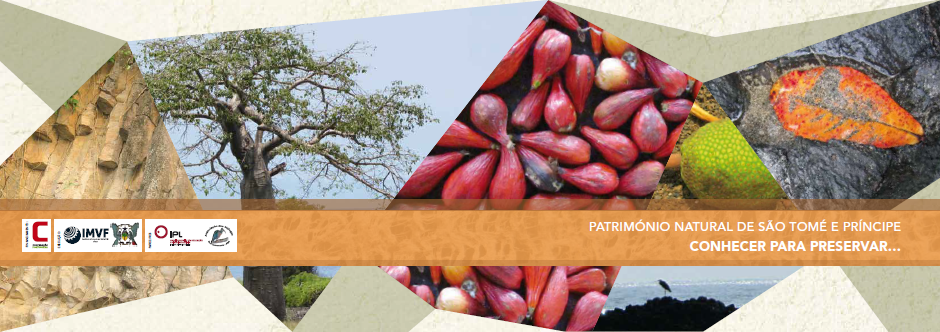 IMVF
IPL
PATRIMÓNIO NATURAL DE SÃO TOMÉ E PRÍNCIPE
CONHECER PARA PRESERVAR...